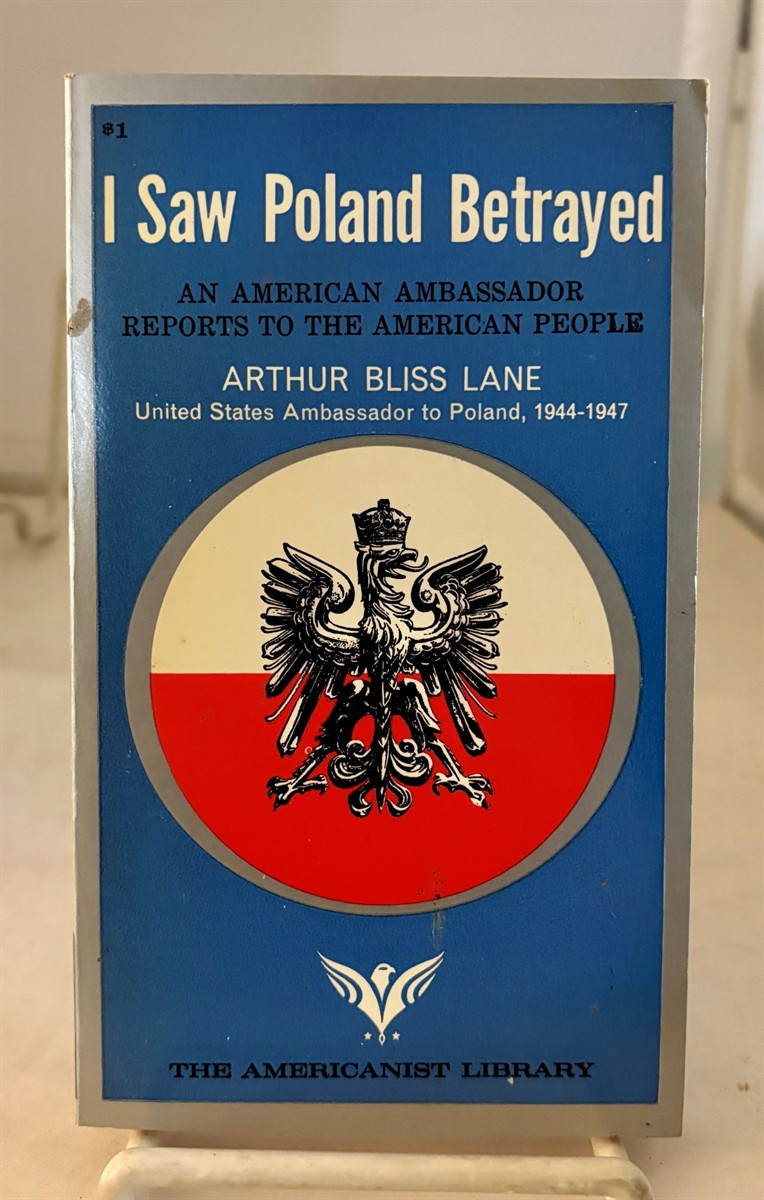 $1
I Saw Poland Betrayed
AN AMERICAN AMBASSADOR
REPORTS TO THE AMERICAN PEOPLE
ARTHUR BLISS LANE
United States Ambassador to Poland, 1944-1947
THE AMERICANIST LIBRARY